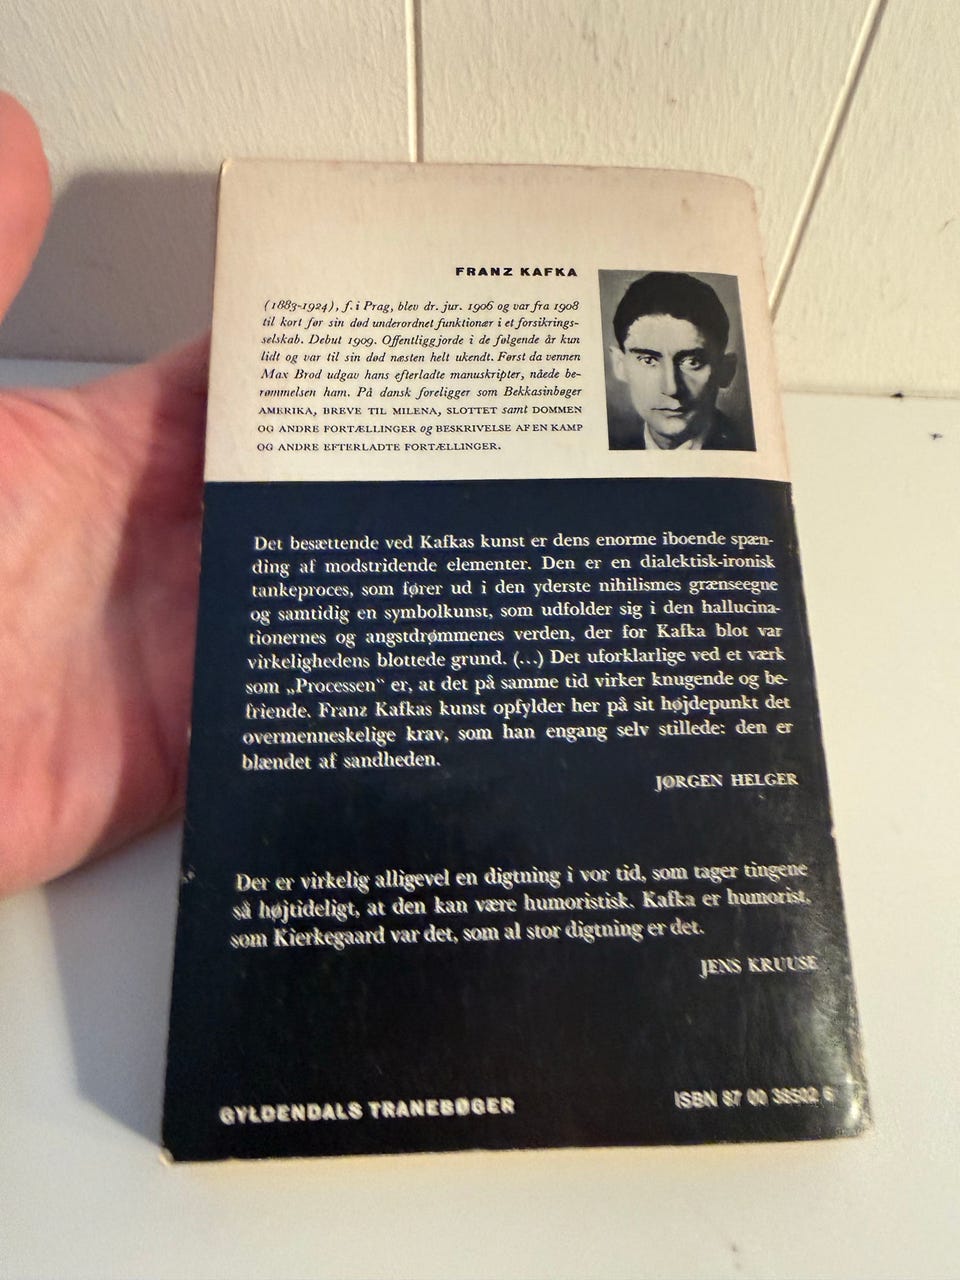 FRANZ KAFKA
(1883-1924), f. i Prag, blev dr. jur. 1906 og var fra 1908
til kort før sin død underordnet funktionær i et forsikrings-
selskab. Debut 1909. Offentliggjorde i de følgende år kun
lidt og var til sin død næsten helt ukendt. Først da vennen
Max Brod udgav hans efterladte manuskripter, nåede be-
rømmelsen ham. På dansk foreligger som Bekkasinbøger
AMERIKA, BREVE TIL MILENA, SLOTTET samt DOMMEN
OG ANDRE FORTÆLLINGER og BESKRIVELSE AF EN KAMP
OG ANDRE EFTERLADTE FORTÆLLINGER.
Det besættende ved Kafkas kunst er dens enorme iboende spæn-
ding af modstridende elementer. Den er en dialektisk-ironisk
tankeproces, som fører ud i den yderste nihilismes grænseegne
og samtidig en symbolkunst, som udfolder sig i den hallucina-
tionernes og angstdrømmenes verden, der for Kafka blot var
virkelighedens blottede grund. (...) Det uforklarlige ved et værk
som „Processen“ er, at det på samme tid virker knugende og be-
friende. Franz Kafkas kunst opfylder her på sit højdepunkt det
overmenneskelige krav, som han engang selv stillede: den er
blændet af sandheden.
JØRGEN HELGER
Der er virkelig alligevel en digtning i vor tid, som tager tingene
så højtideligt, at den kan være humoristisk. Kafka er humorist,
som Kierkegaard var det, som al stor digtning er det.
JENS KRUUSE
GYLDENDALS TRANEBØGER
ISBN 87 00 38502 6